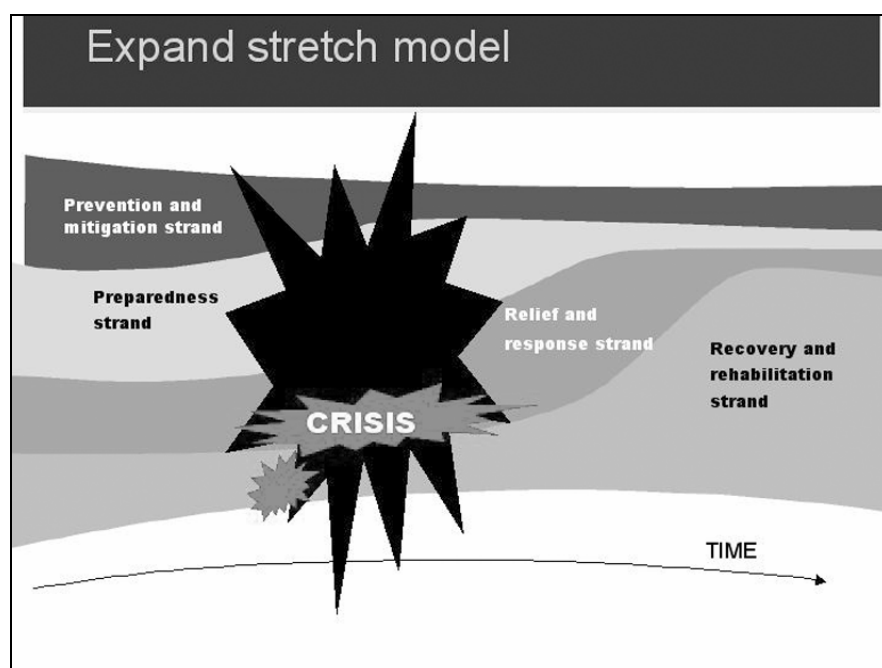 Expand stretch model
Prevention and
mitigation strand
Preparedness
strand
Relief and
response strand
Recovery and
rehabilitation
strand
CRISIS
TIME